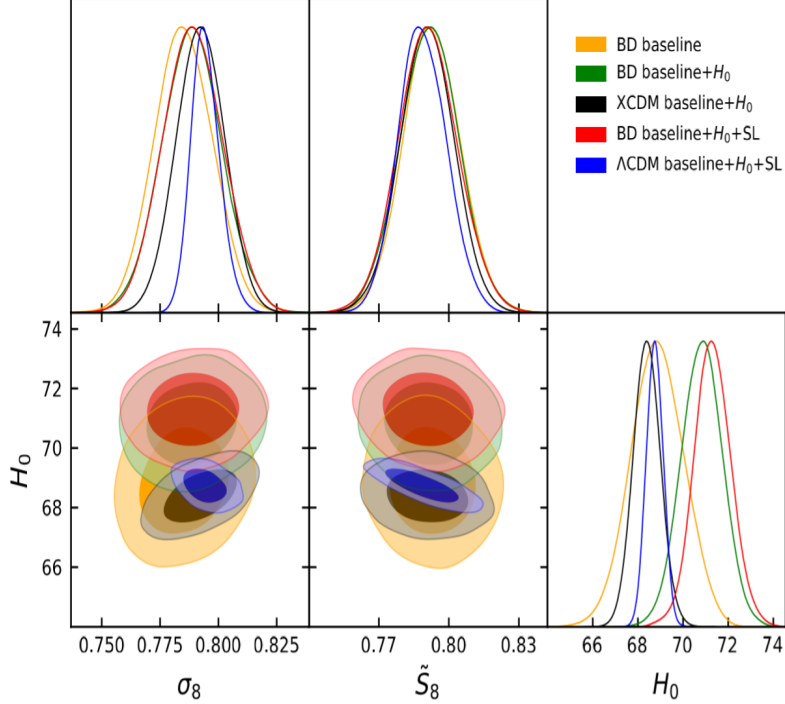 BD baseline
BD baseline+H₀
XCDM baseline+H₀
BD baseline+H₀+SL
ΛCDM baseline+H₀+SL
74
72
70
68
66
H₀
0.750 0.775 0.800 0.825
0.77 0.80 0.83
66 68 70 72 74
σ₈
S̃₈
H₀